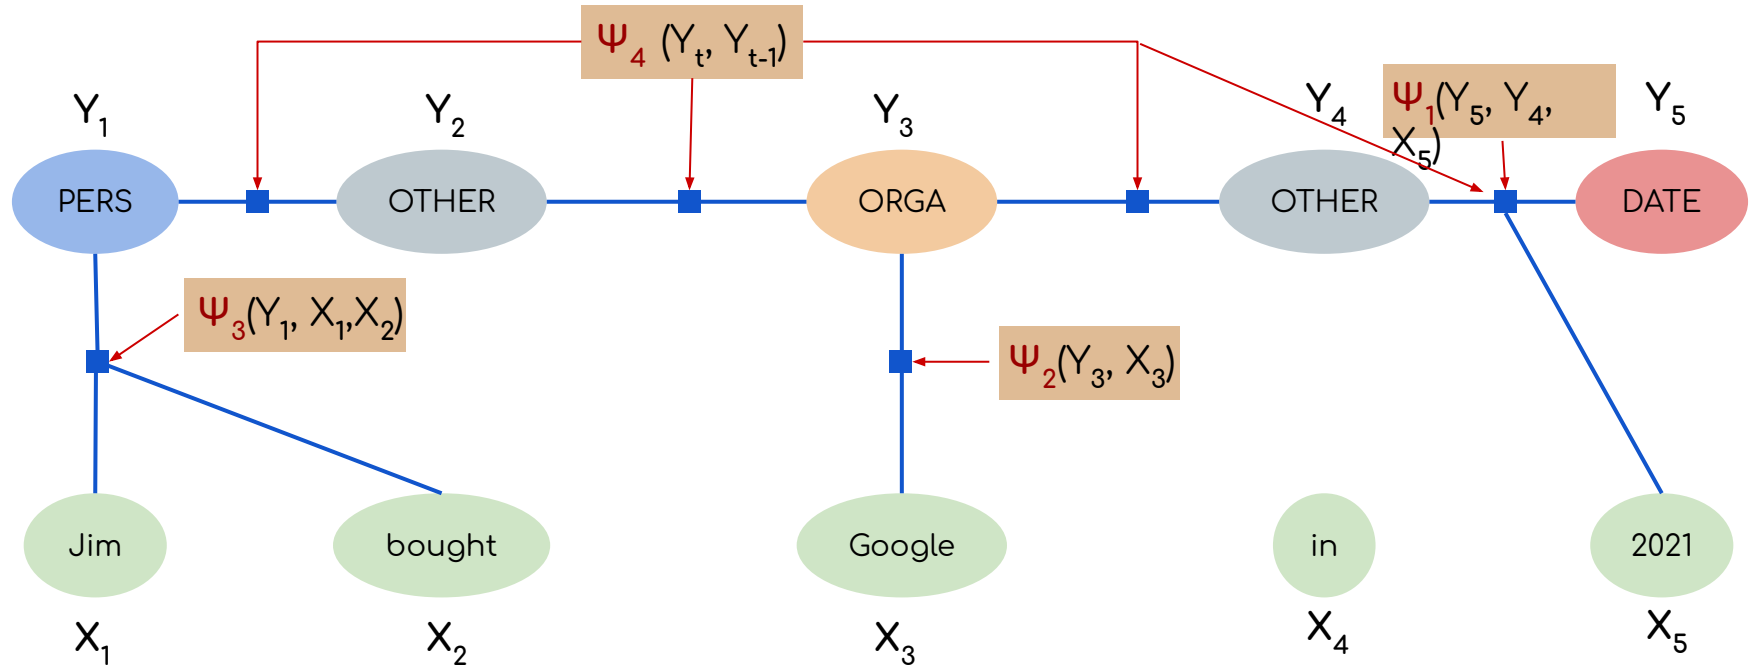 Ψ4 (Yt, Yt-1)
Y1
Y2
Y3
Y4
Ψ1(Y5, Y4,
X5)
Y5
PERS
OTHER
ORGA
OTHER
DATE
Ψ3(Y1, X1,X2)
Ψ2(Y3, X3)
Jim
bought
Google
in
2021
X1
X2
X3
X4
X5